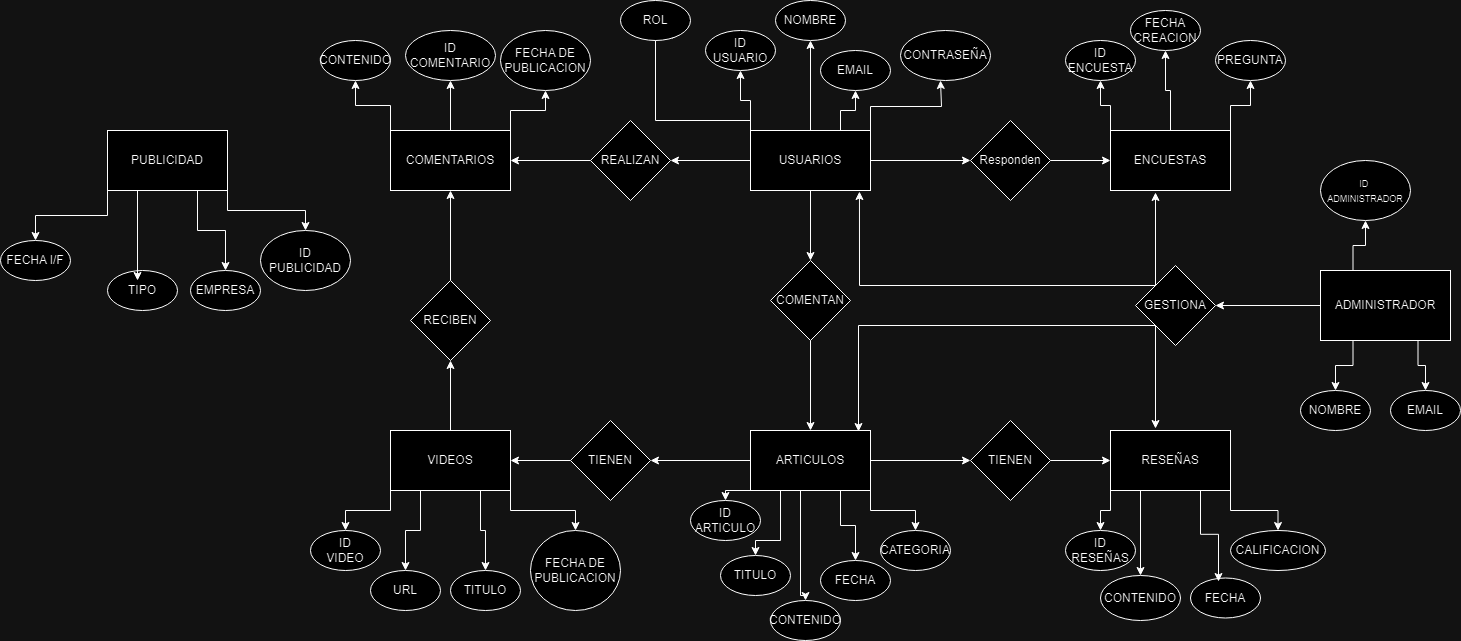 ROL
NOMBRE
FECHA
CREACION
ID
COMENTARIO
ID
USUARIO
CONTRASEÑA
CONTENIDO
FECHA DE
PUBLICACION
EMAIL
ID
ENCUESTA
PREGUNTA
PUBLICIDAD
COMENTARIOS
REALIZAN
USUARIOS
Responden
ENCUESTAS
ID
ADMINISTRADOR
FECHA I/F
ID
PUBLICIDAD
TIPO
EMPRESA
RECIBEN
COMENTAN
GESTIONA
ADMINISTRADOR
NOMBRE
EMAIL
VIDEOS
TIENEN
ARTICULOS
TIENEN
RESEÑAS
ID
VIDEO
URL
TITULO
FECHA DE
PUBLICACION
ID
ARTICULO
TITULO
CONTENIDO
FECHA
CATEGORIA
ID
RESEÑAS
CONTENIDO
FECHA
CALIFICACION